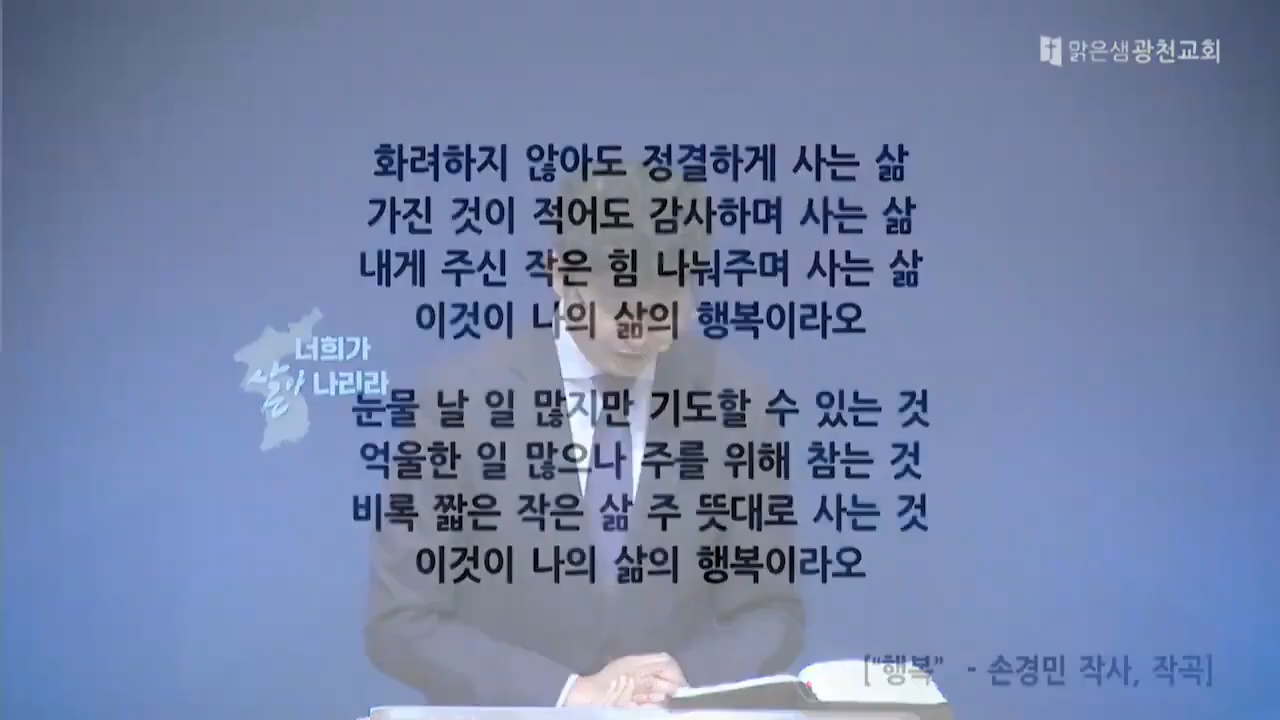 맑은샘광천교회
화려하지 않아도 정결하게 사는 삶
가진 것이 적어도 감사하며 사는 삶
내게 주신 작은 힘 나눠주며 사는 삶
이것이 나의 삶의 행복이라오
너희가
살아나리라
눈물 날 일 많지만 기도할 수 있는 것
억울한 일 많으나 주를 위해 참는 것
비록 짧은 작은 삶 주 뜻대로 사는 것
이것이 나의 삶의 행복이라오
["행복" - 손경민 작사, 작곡]